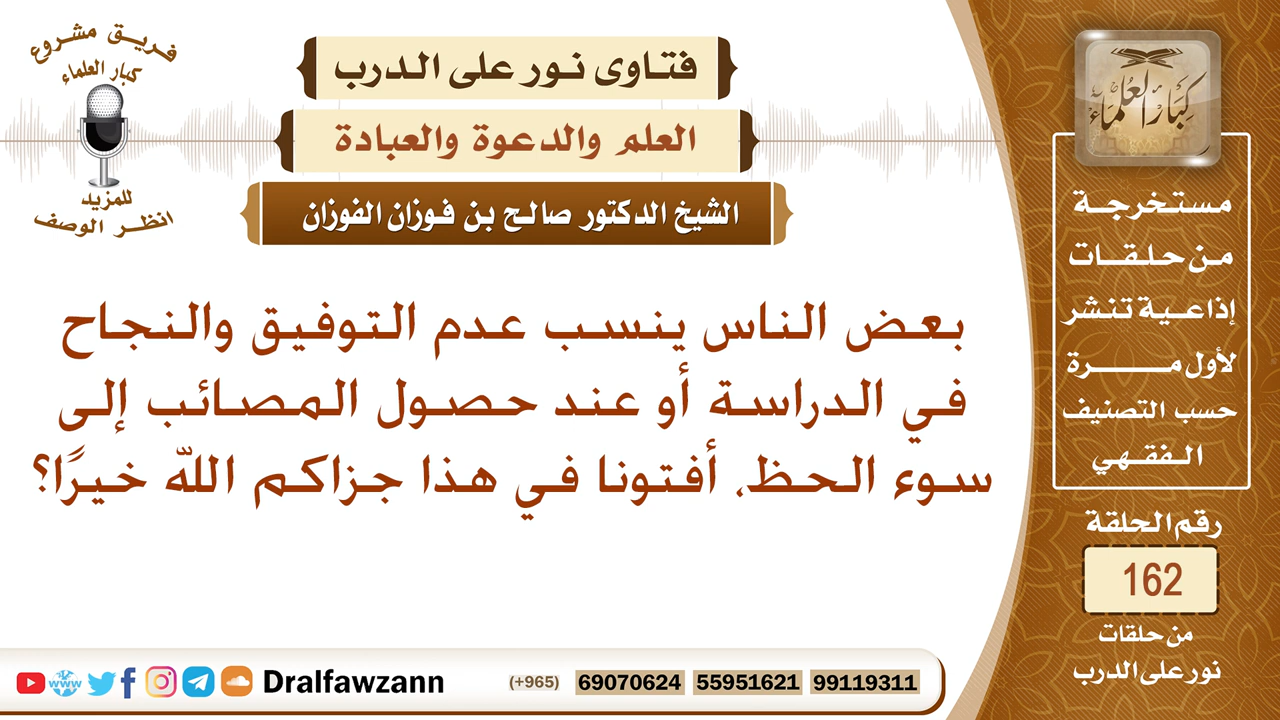 فريق مشروع
كبار العلماء
للمزيد
انظر الوصف
فتاوى نور على الدرب
العلم والدعوة والعبادة
الشيخ الدكتور صالح بن فوزان الفوزان
بعض الناس ينسب عدم التوفيق والنجاح
في الدراسة أو عند حصول المصائب إلى
سوء الحظ، أفتونا في هذا جزاكم الله خيرًا؟
كبار العلماء
مستخرجة
من حلقات
إذاعية تنشر
لأول مرة
حسب التصنيف
الفقهي
رقم الحلقة
162
من حلقات
نور على الدرب
www
Dralfawzann
(+965) 69070624 55951621 99119311